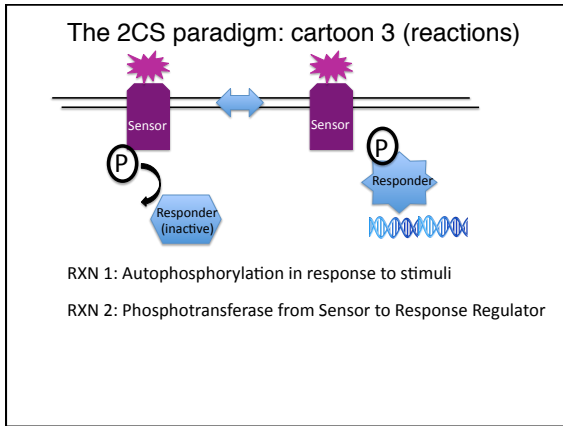 The 2CS paradigm: cartoon 3 (reactions)
Sensor
Sensor
P
P
Responder
(inactive)
Responder
RXN 1: Autophosphorylation in response to stimuli
RXN 2: Phosphotransferase from Sensor to Response Regulator